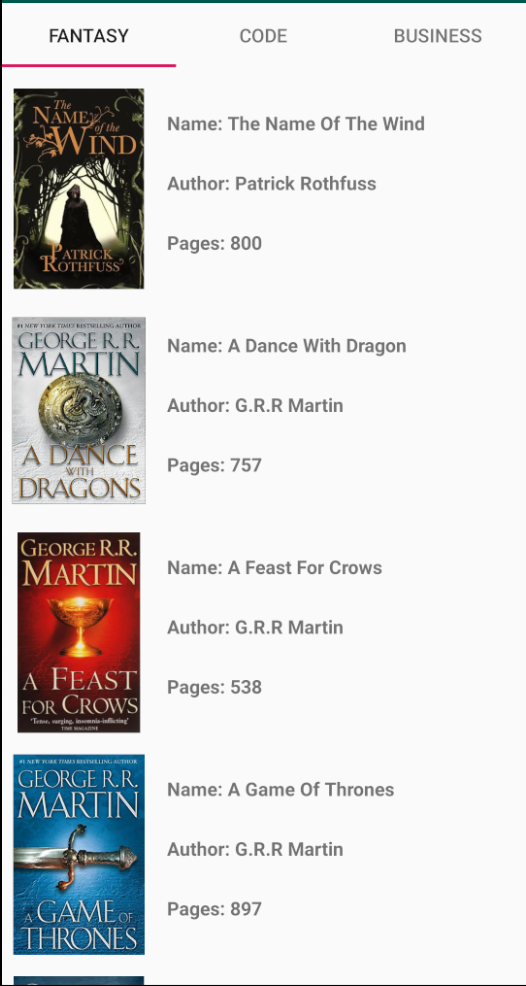 FANTASY CODE BUSINESS
The
NAME
of the
WIND
PATRICK
ROTHFUSS
Name: The Name Of The Wind
Author: Patrick Rothfuss
Pages: 800
#1 NEW YORK TIMES BESTSELLING AUTHOR
GEORGE R. R.
MARTIN
A DANCE
WITH
DRAGONS
Name: A Dance With Dragon
Author: G.R.R Martin
Pages: 757
GEORGE R.R.
MARTIN
A FEAST
FOR CROWS
'Tense, surging, insomnia-inflicting'
TIME MAGAZINE
Name: A Feast For Crows
Author: G.R.R Martin
Pages: 538
#1 NEW YORK TIMES BESTSELLING AUTHOR
GEORGE R. R.
MARTIN
A GAME OF
THRONES
Name: A Game Of Thrones
Author: G.R.R Martin
Pages: 897